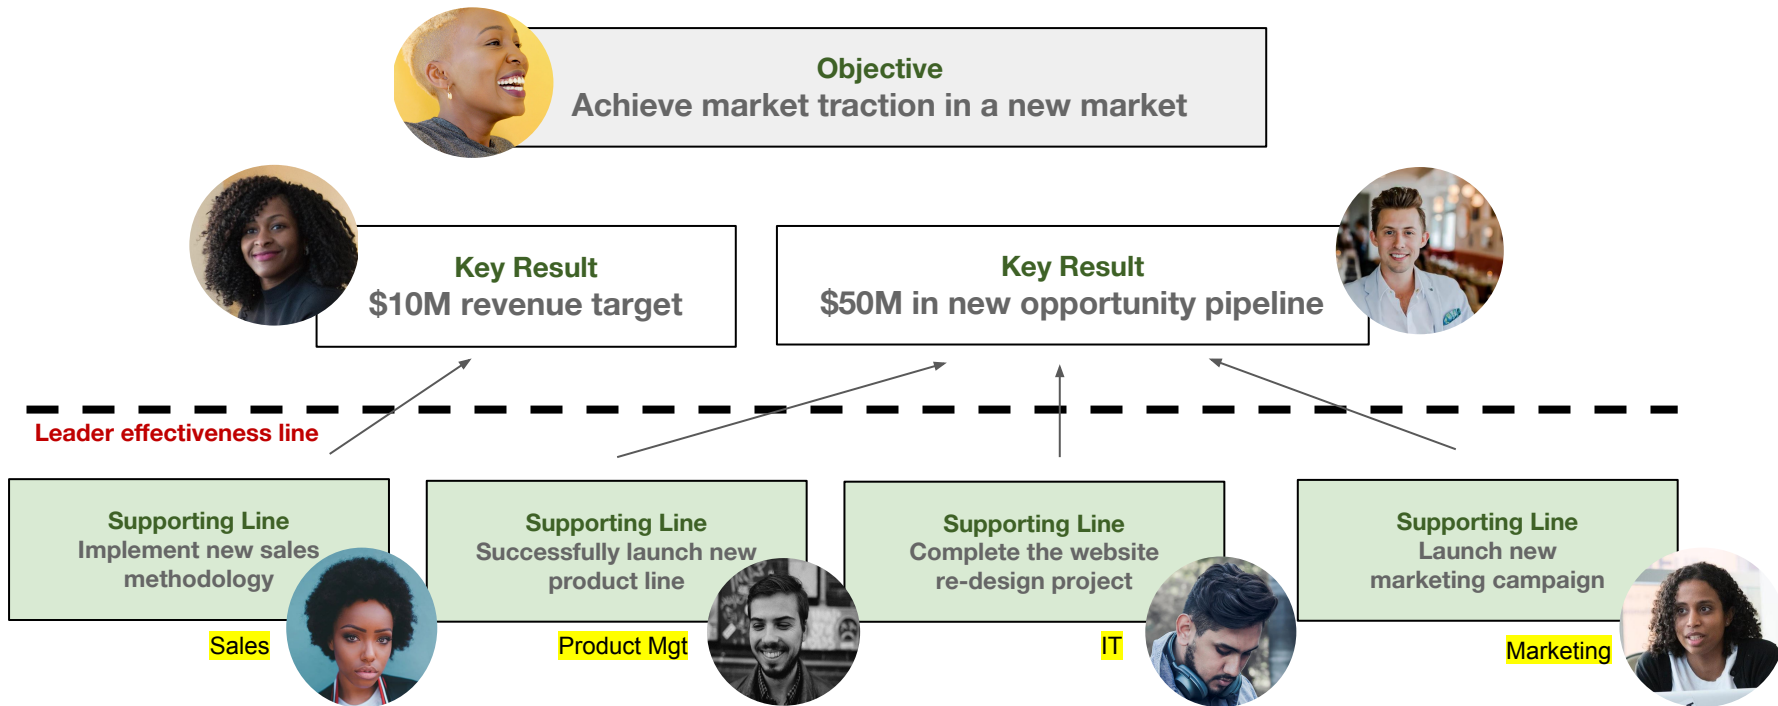 Objective
Achieve market traction in a new market
Key Result
$10M revenue target
Key Result
$50M in new opportunity pipeline
Leader effectiveness line
Supporting Line
Implement new sales
methodology
Sales
Supporting Line
Successfully launch new
product line
Product Mgt
Supporting Line
Complete the website
re-design project
IT
Supporting Line
Launch new
marketing campaign
Marketing